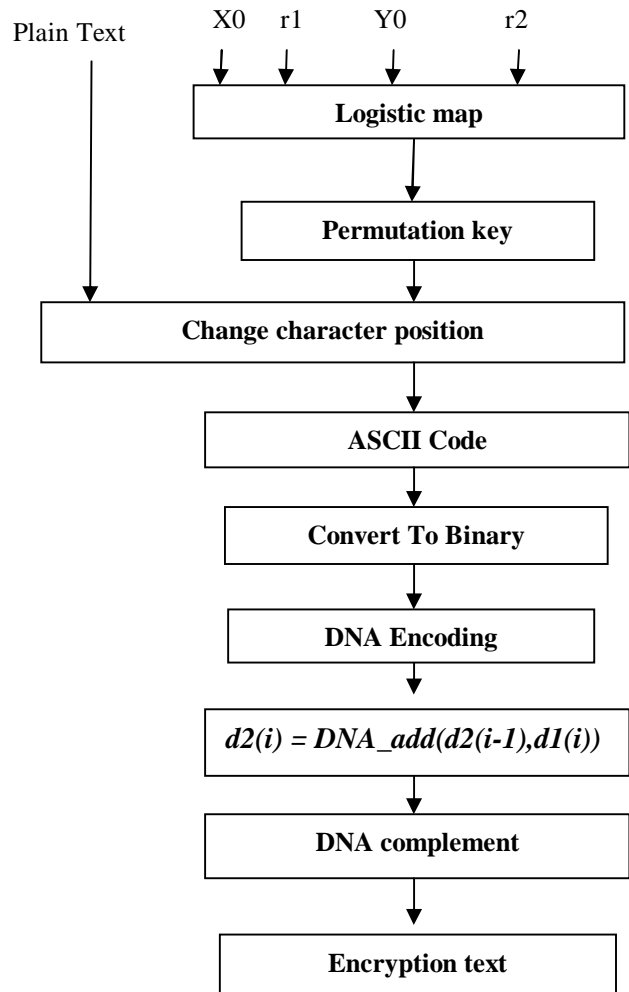 Plain Text
X0 r1 Y0 r2
Logistic map
Permutation key
Change character position
ASCII Code
Convert To Binary
DNA Encoding
d2(i) = DNA_add(d2(i-1),d1(i))
DNA complement
Encryption text